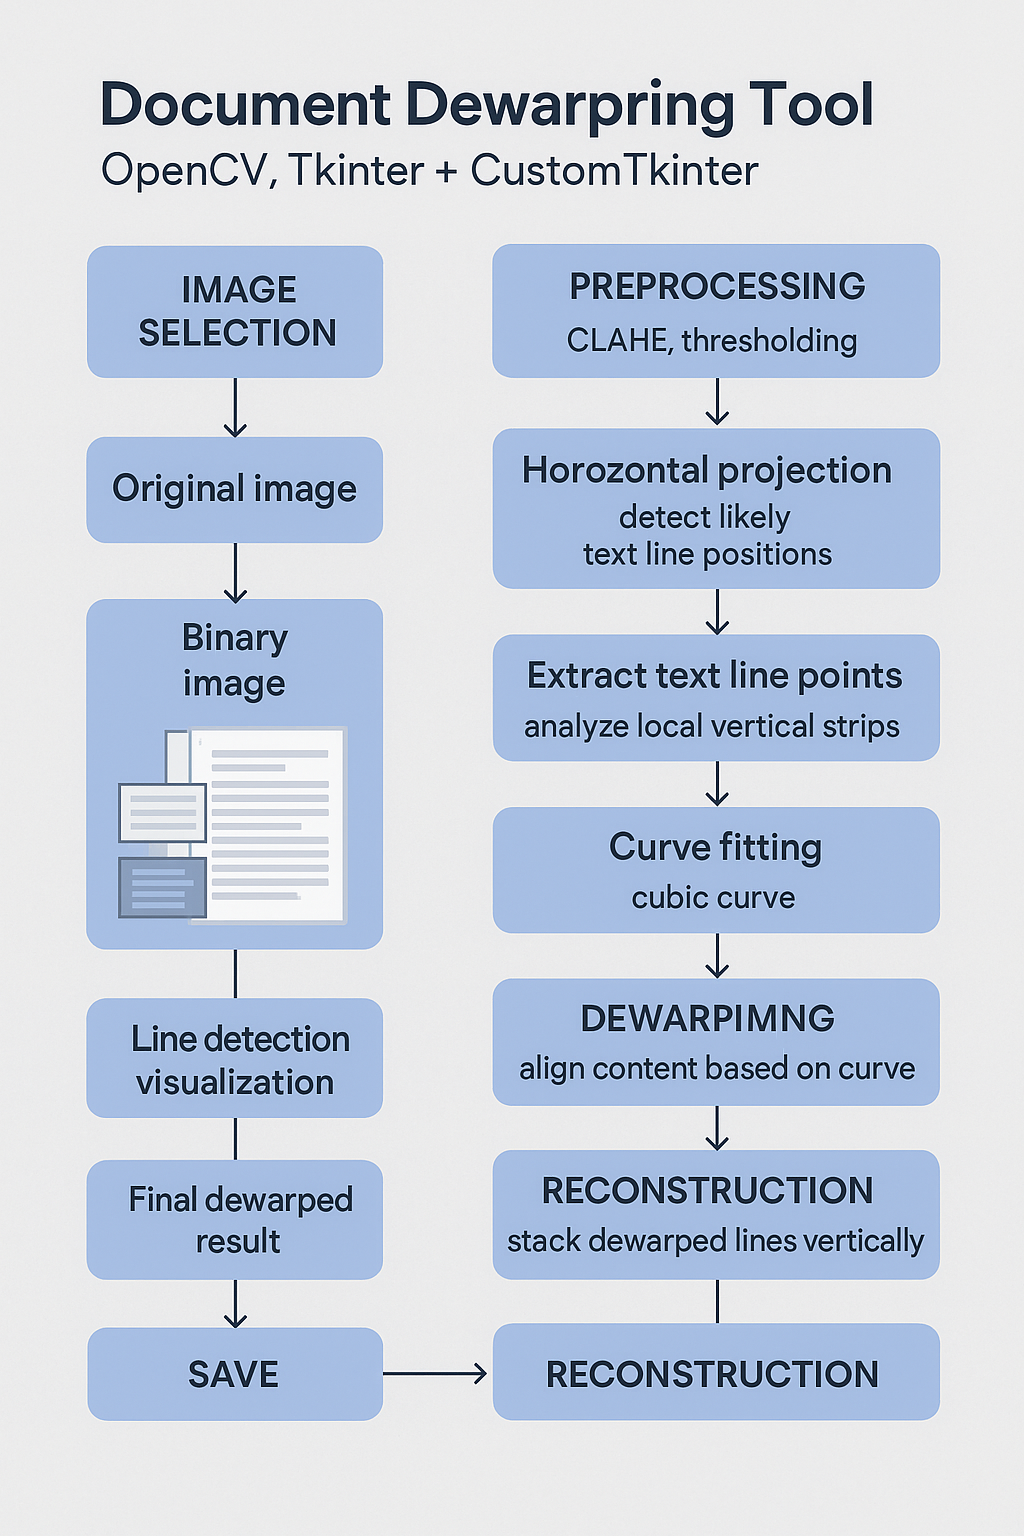 Document Dewarpring Tool
OpenCV, Tkinter + CustomTkinter
IMAGE
SELECTION
Original image
Binary
image
Line detection
visualization
Final dewarped
result
SAVE
PREPROCESSING
CLAHE, thresholding
Horozontal projection
detect likely
text line positions
Extract text line points
analyze local vertical strips
Curve fitting
cubic curve
DEWARPIMNG
align content based on curve
RECONSTRUCTION
stack dewarped lines vertically
RECONSTRUCTION